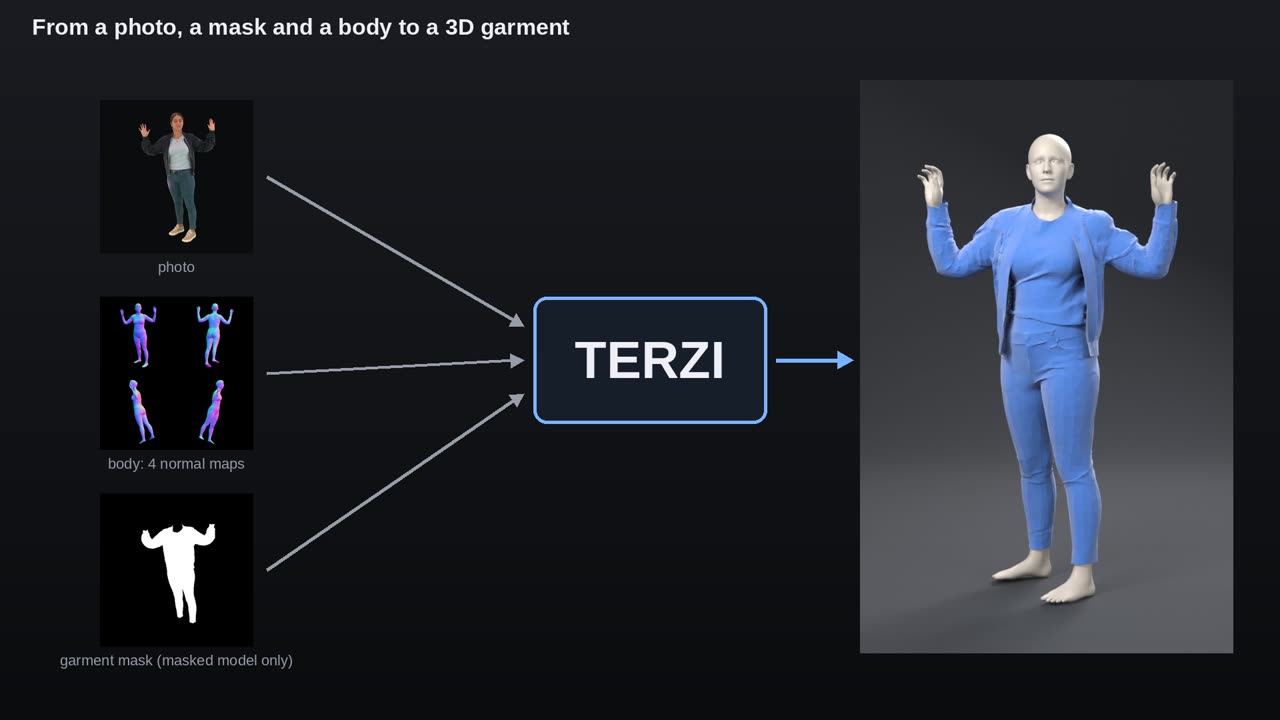 From a photo, a mask and a body to a 3D garment
photo
body: 4 normal maps
garment mask (masked model only)
TERZI